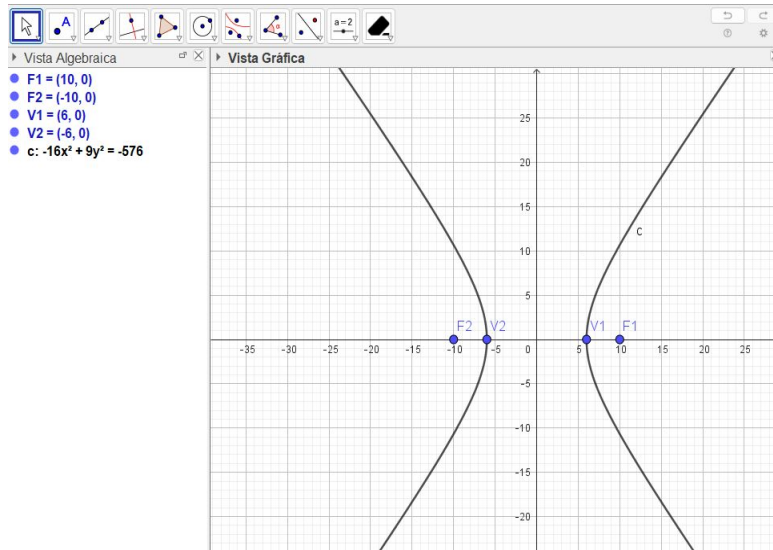 A
α
a=2
Vista Algebraica
Vista Gráfica
F1 = (10, 0)
F2 = (-10, 0)
V1 = (6, 0)
V2 = (-6, 0)
c: -16x² + 9y² = -576
25
20
15
10
5
c
F2 V2 V1 F1
-35 -30 -25 -20 -15 -10 -5 0 5 10 15 20 25
-5
-10
-15
-20